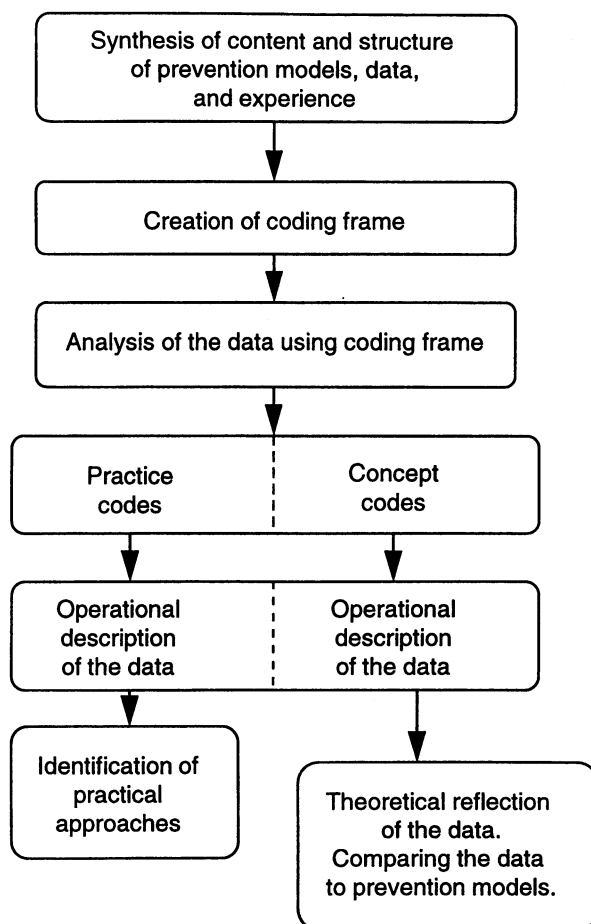 Synthesis of content and structure
of prevention models, data,
and experience
Creation of coding frame
Analysis of the data using coding frame
Practice
codes
Concept
codes
Operational
description
of the data
Operational
description
of the data
Identification of
practical
approaches
Theoretical reflection
of the data.
Comparing the data
to prevention models.